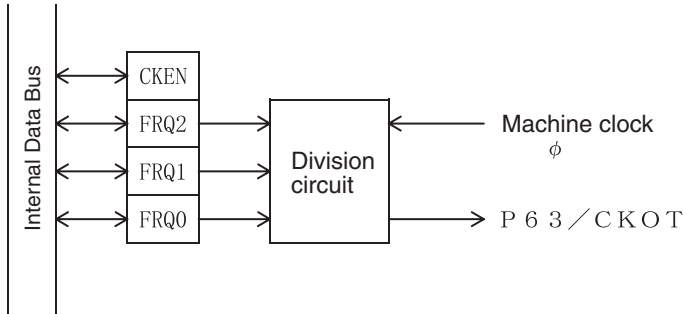 Internal Data Bus
CKEN
FRQ2
FRQ1
FRQ0
Division
circuit
Machine clock
φ
Ｐ６３／ＣＫＯＴ